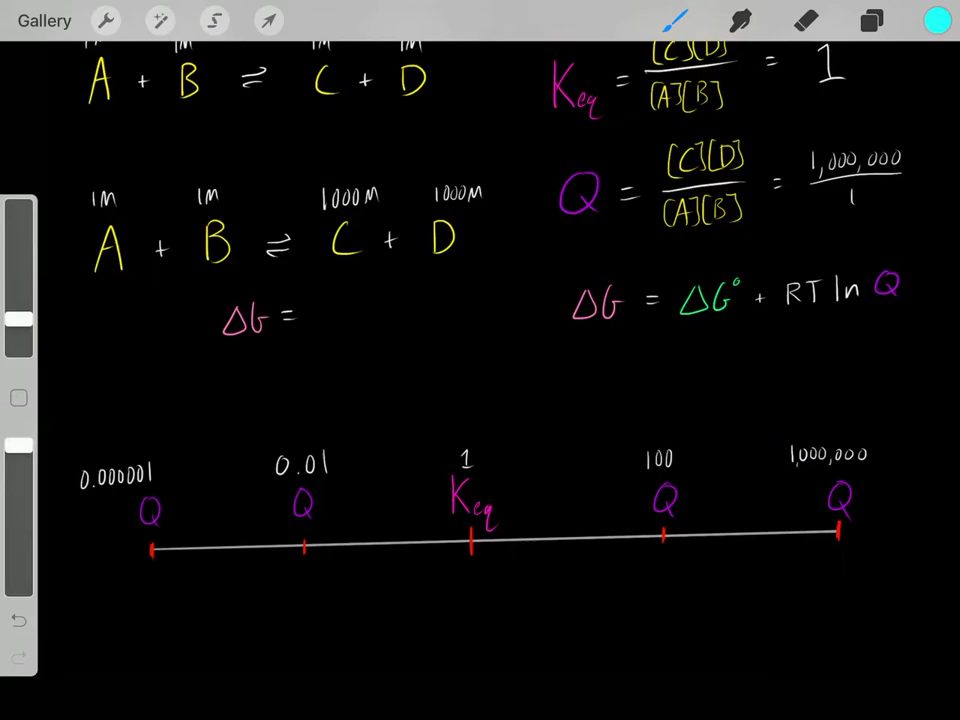 Gallery
1M 1M 1M 1M
A + B ⇌ C + D
Keq = [C][D] / [A][B] = 1
Q = [C][D] / [A][B] = 1,000,000 / 1
1M 1M 1000M 1000M
A + B ⇌ C + D
ΔG =
ΔG = ΔG° + RT ln Q
0.000001 0.01 1 100 1,000,000
Q Q Keq Q Q